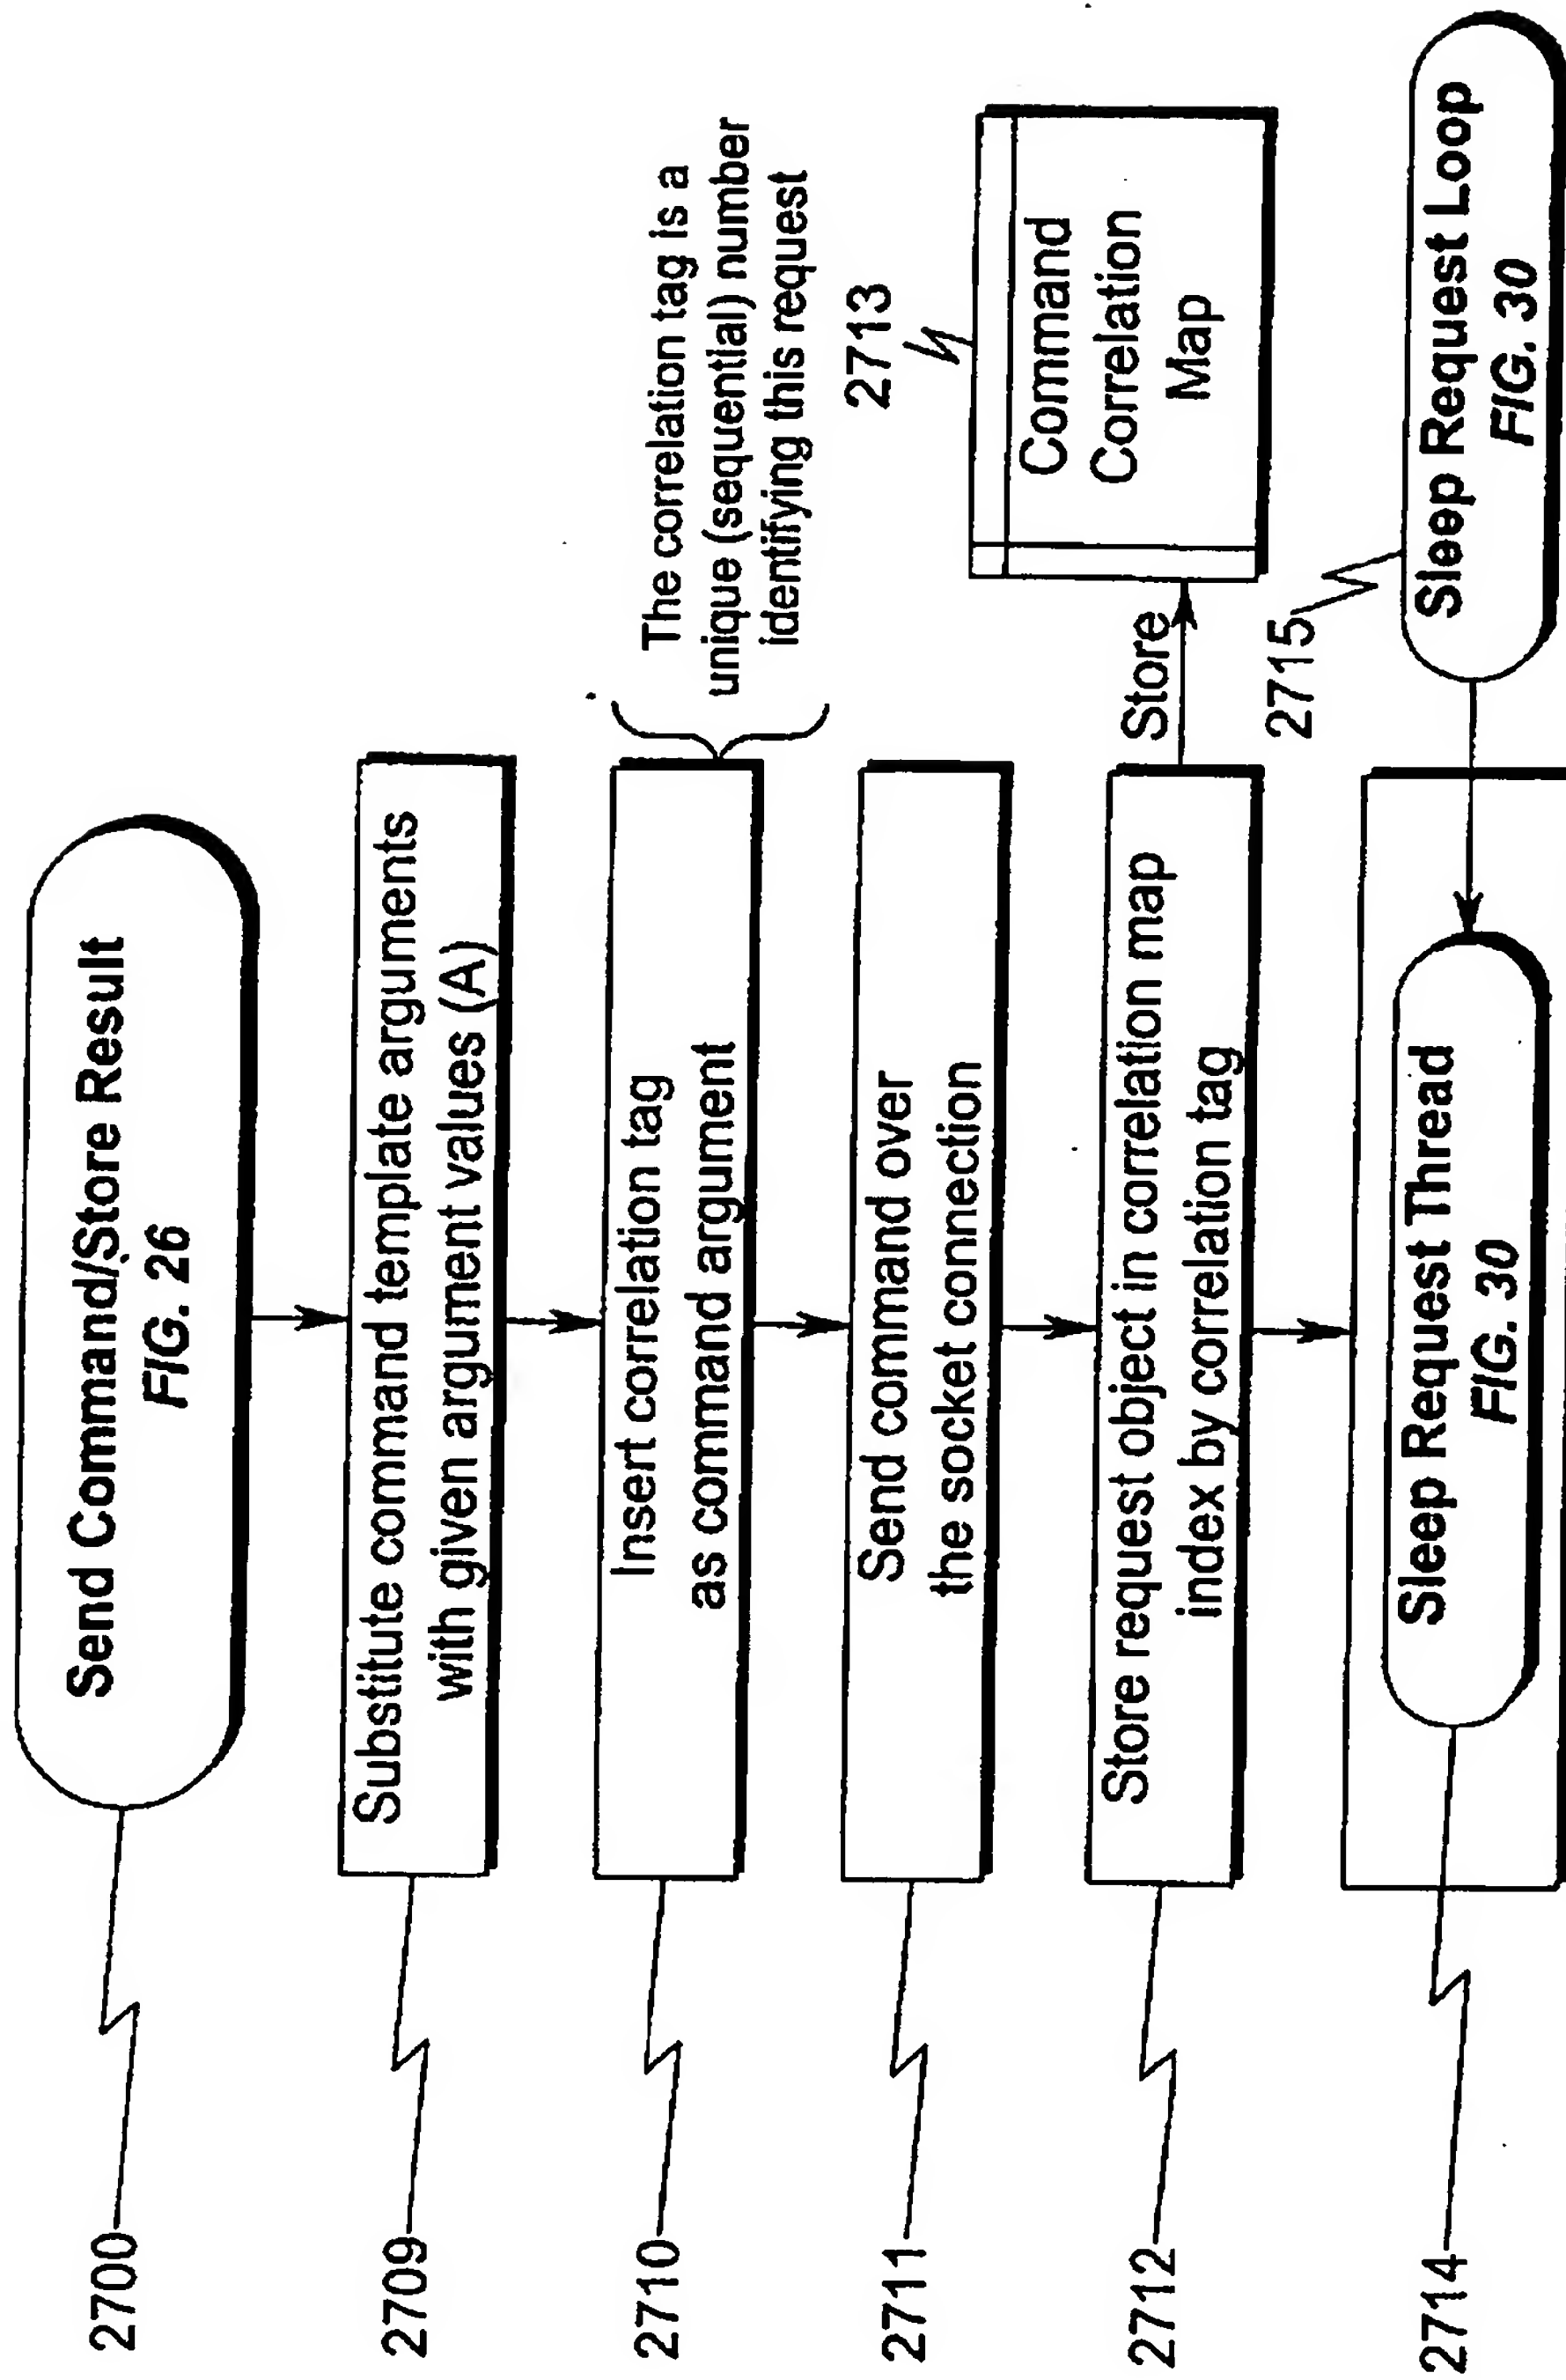 2700
Send Command/Store Result
FIG. 26
2709
Substitute command template arguments
with given argument values (A)
2710
Insert correlation tag
as command argument
The correlation tag is a
unique (sequential) number
identifying this request
2711
Send command over
the socket connection
2713
Command
Correlation
Map
2712
Store request object in correlation map
index by correlation tag
Store
2715
Sleep Request Loop
FIG. 30
2714
Sleep Request Thread
FIG. 30